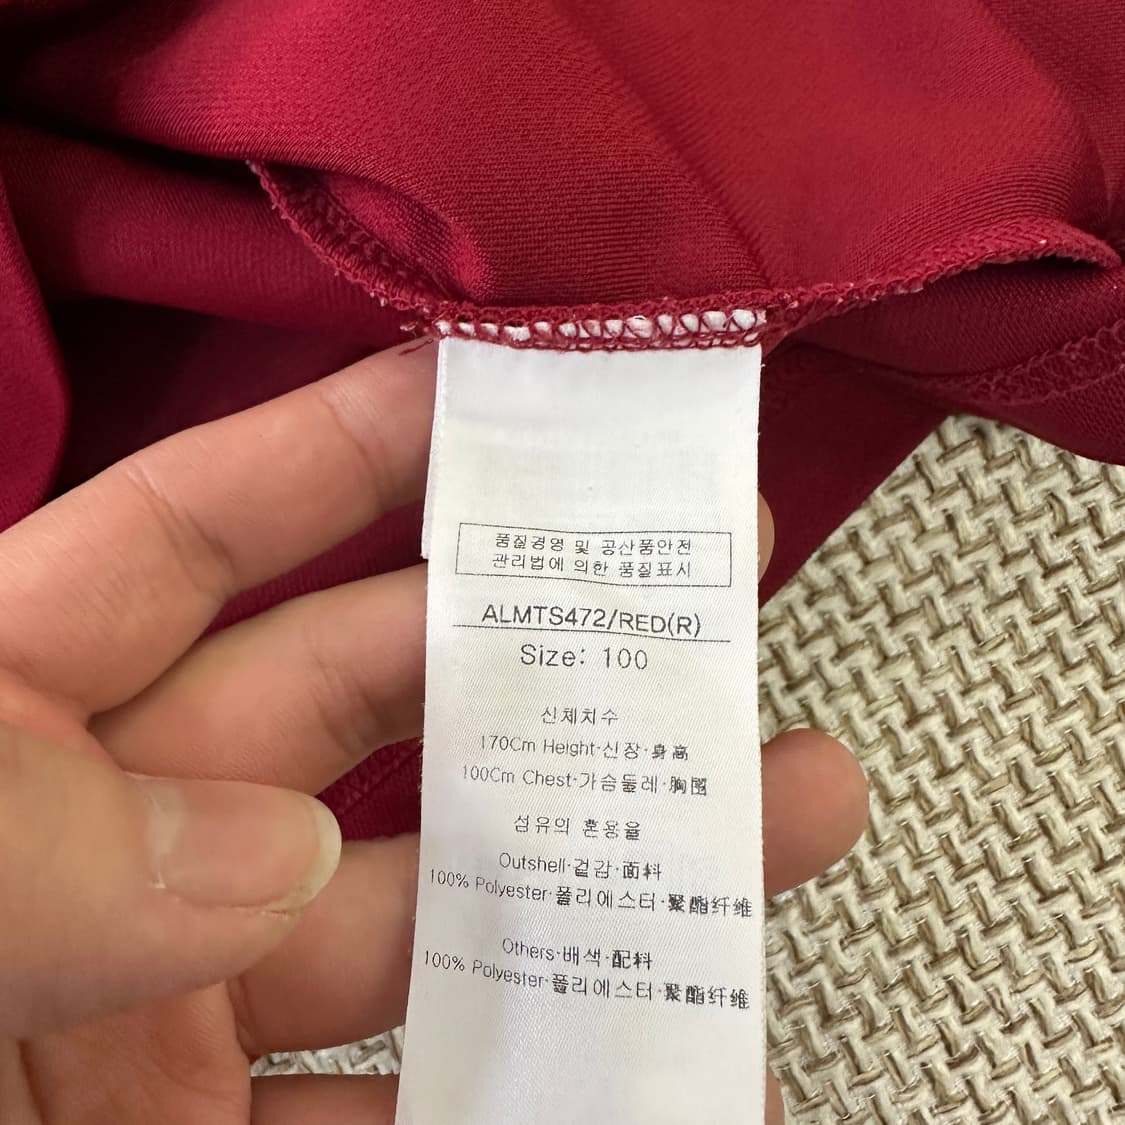 품질경영 및 공산품안전
관리법에 의한 품질표시
ALMTS472/RED(R)
Size: 100
신체치수
170Cm Height·신장·身高
100Cm Chest·가슴둘레·胸围
섬유의 혼용율
Outshell·겉감·面料
100% Polyester·폴리에스터·聚酯纤维
Others·배색·配料
100% Polyester·폴리에스터·聚酯纤维